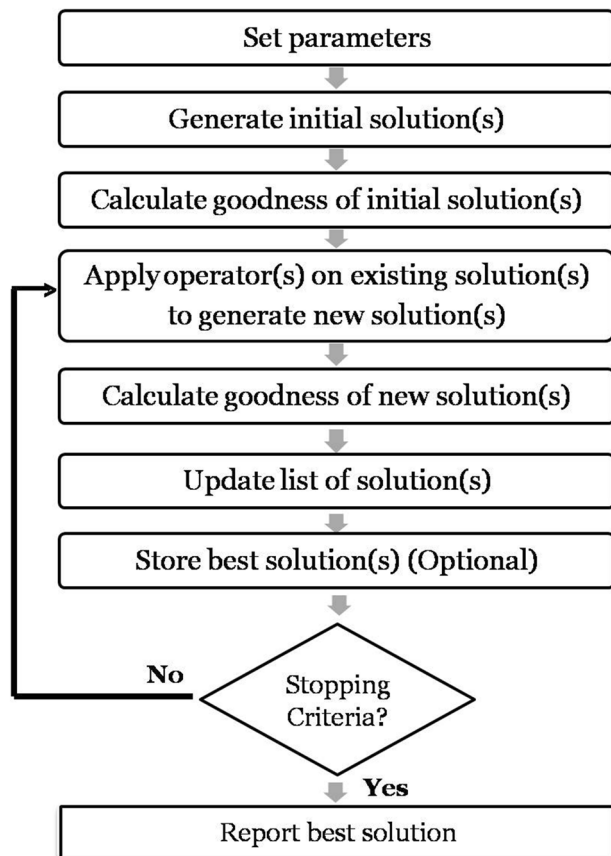 Set parameters
Generate initial solution(s)
Calculate goodness of initial solution(s)
Apply operator(s) on existing solution(s)
to generate new solution(s)
Calculate goodness of new solution(s)
Update list of solution(s)
Store best solution(s) (Optional)
No
Stopping
Criteria?
Yes
Report best solution